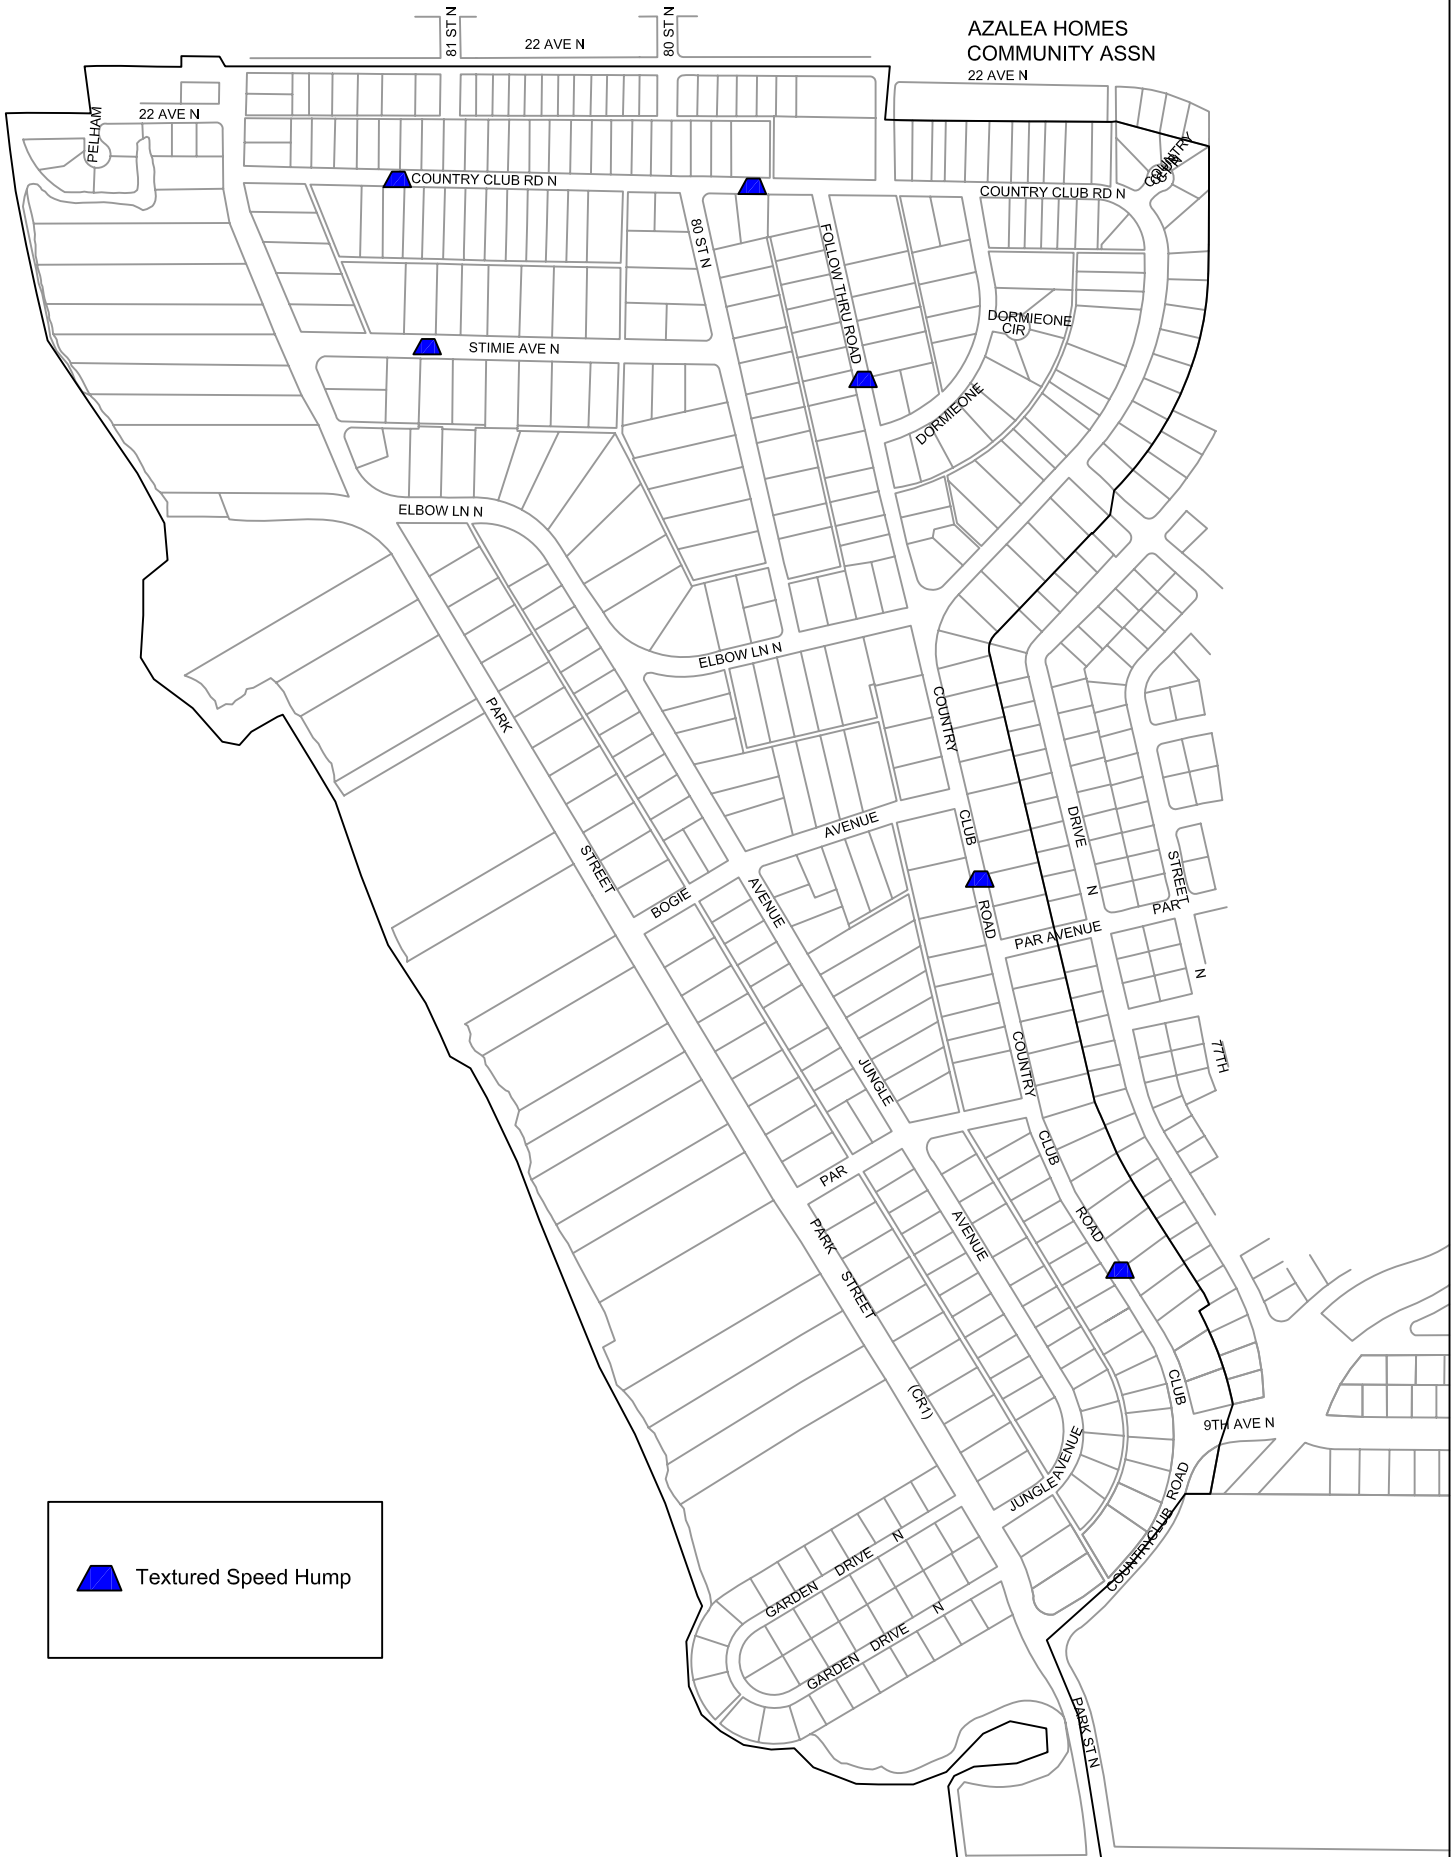 AZALEA HOMES
COMMUNITY ASSN
81 ST N
80 ST N
22 AVE N
22 AVE N
22 AVE N
PELHAM
COUNTRY
COUNTRY CLUB RD N
COUNTRY CLUB RD N
80 ST N
FOLLOW THRU ROAD
DORMIEONE
CIR
STIMIE AVE N
DORMIEONE
ELBOW LN N
ELBOW LN N
PARK
COUNTRY
AVENUE
CLUB
DRIVE
STREET
STREET
BOGIE
AVENUE
N
PAR
ROAD
PAR AVENUE
N
COUNTRY
77TH
JUNGLE
CLUB
PAR
ROAD
AVENUE
PARK
STREET
(CR1)
CLUB
9TH AVE N
AVENUE
JUNGLE
ROAD
CLUB
COUNTRY
GARDEN
DRIVE
N
GARDEN
DRIVE
N
PARK ST N
Textured Speed Hump